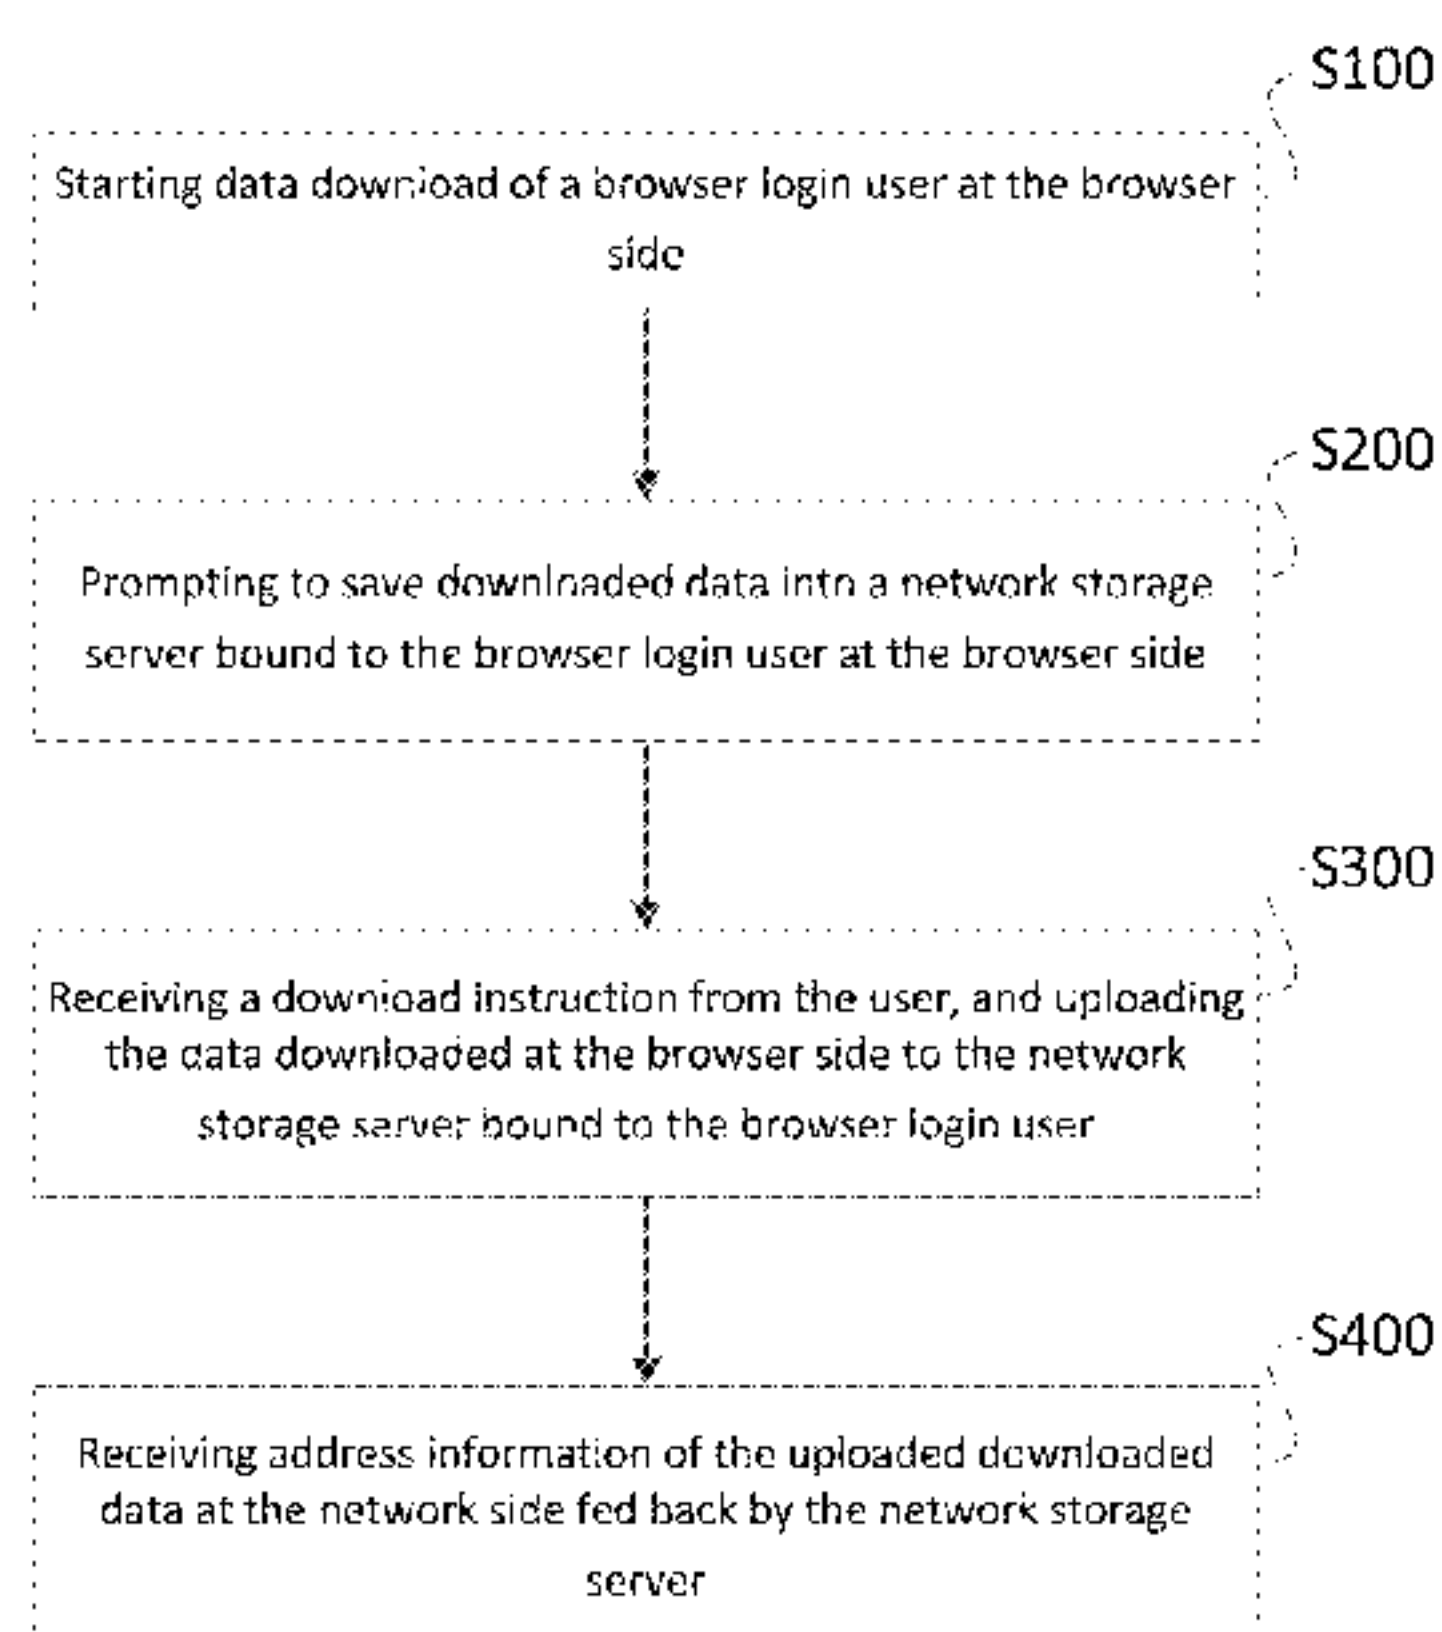 S100
Starting data download of a browser login user at the browser
side
S200
Prompting to save downloaded data into a network storage
server bound to the browser login user at the browser side
S300
Receiving a download instruction from the user, and uploading
the data downloaded at the browser side to the network
storage server bound to the browser login user
S400
Receiving address information of the uploaded downloaded
data at the network side fed back by the network storage
server